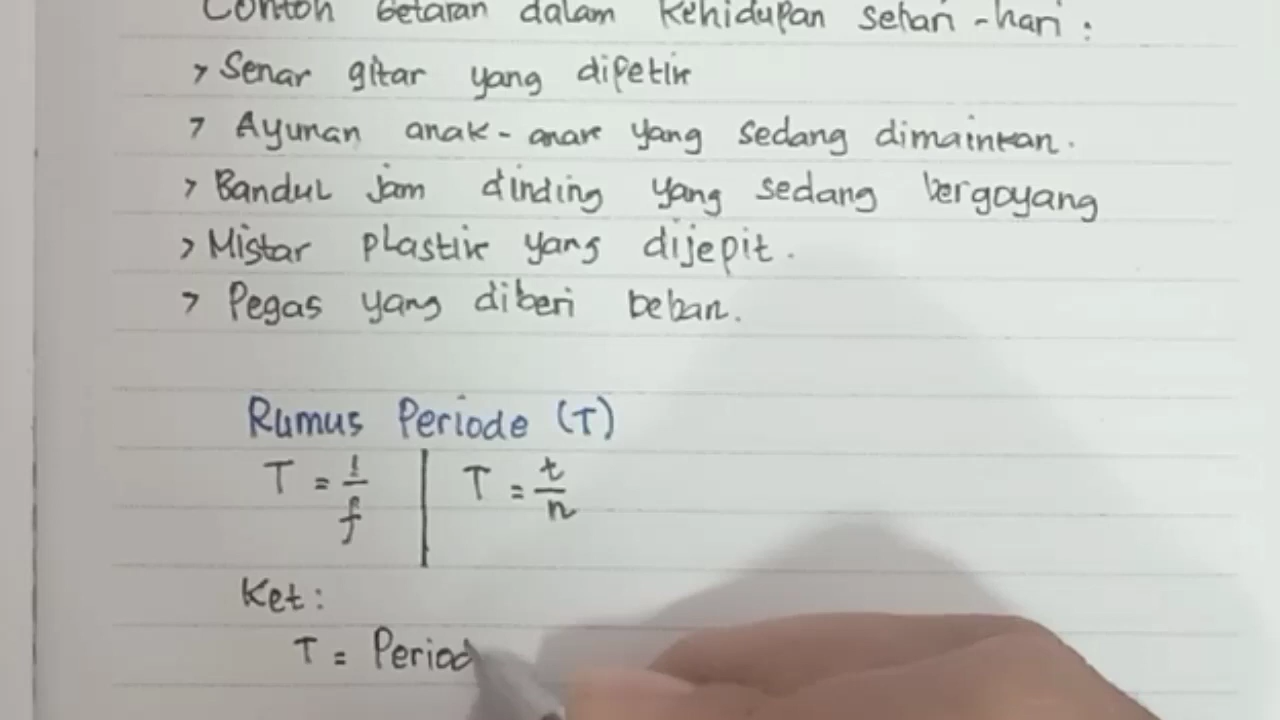 Contoh Getaran dalam kehidupan sehari-hari :
> Senar gitar yang dipetik
> Ayunan anak-anak yang sedang dimainkan.
> Bandul jam dinding yang sedang bergoyang
> Mistar plastik yang dijepit.
> Pegas yang diberi beban.
Rumus Periode (T)
T = 1/f | T = t/n
Ket :
T = Period